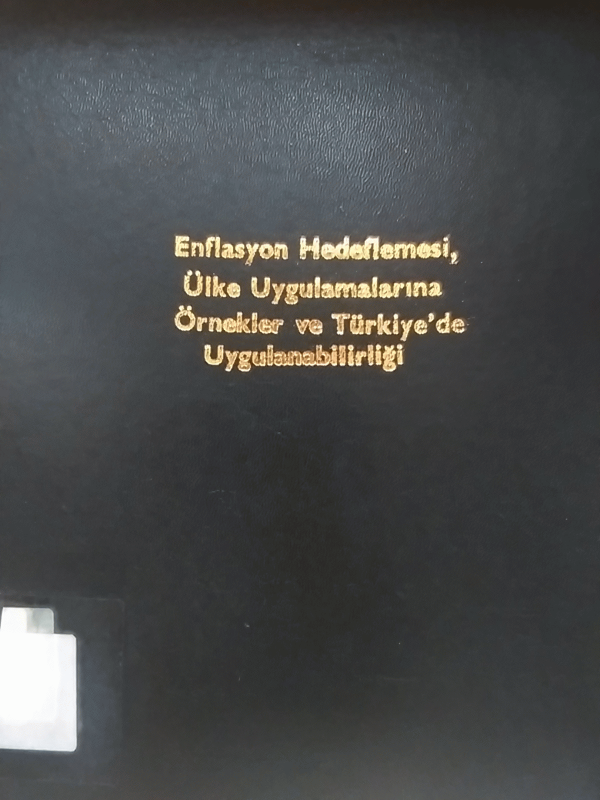 Enflasyon Hedeflemesi,
Ülke Uygulamalarına
Örnekler ve Türkiye'de
Uygulanabilirliği